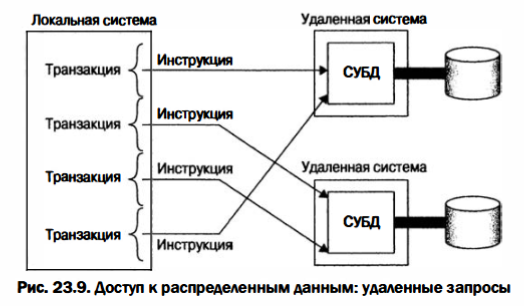 Локальная система
Удаленная система
Транзакция
Инструкция
СУБД
Транзакция
Инструкция
Транзакция
Инструкция
Удаленная система
СУБД
Транзакция
Инструкция
Рис. 23.9. Доступ к распределенным данным: удаленные запросы